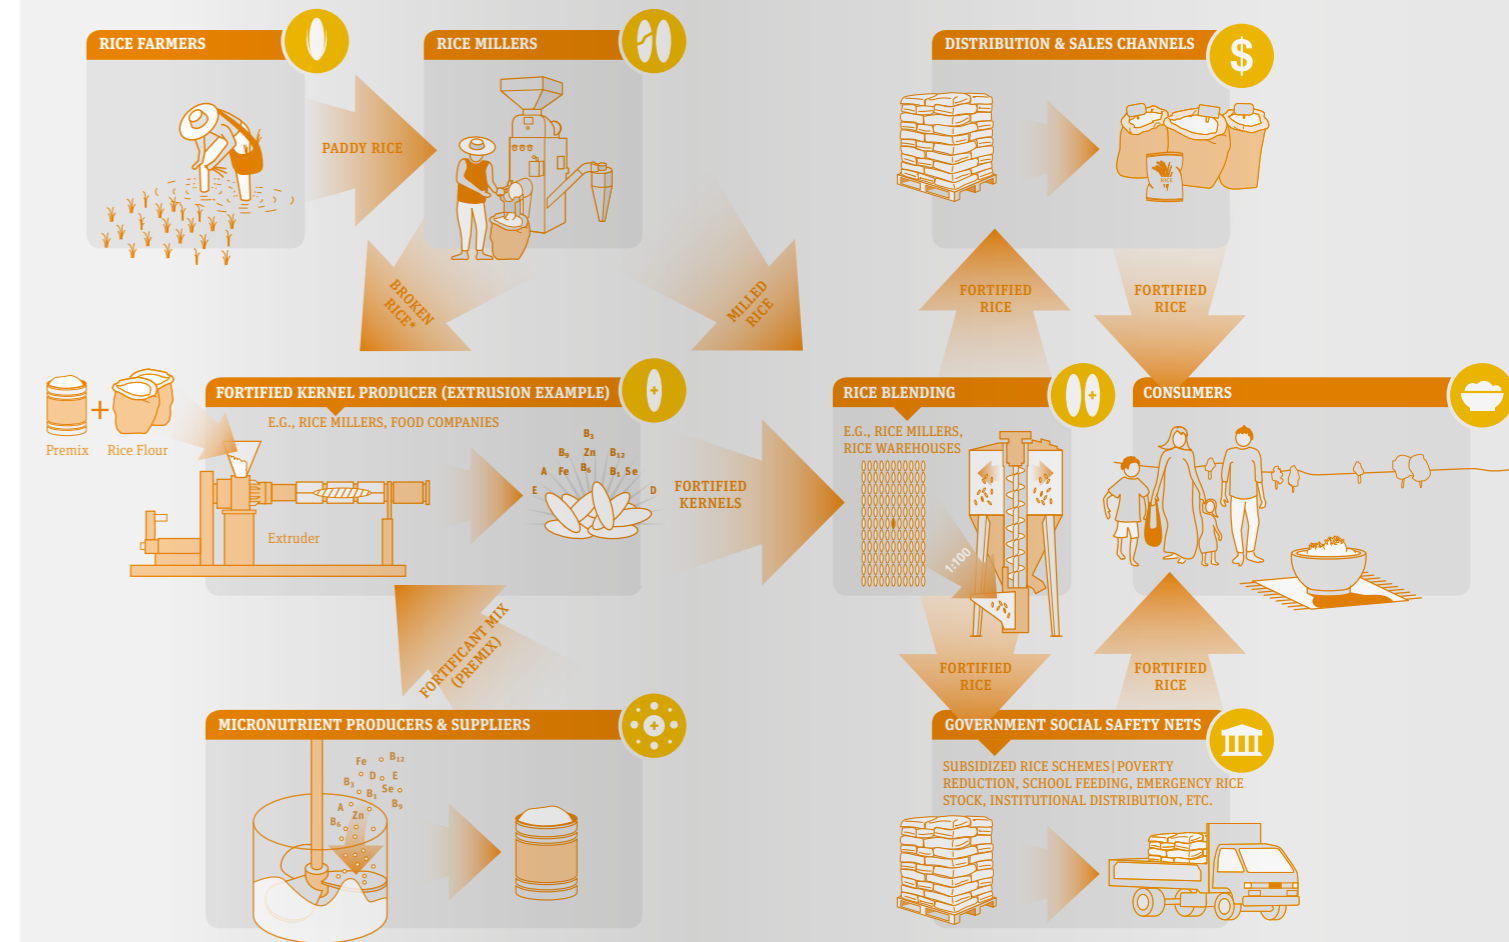 RICE FARMERS
RICE MILLERS
DISTRIBUTION & SALES CHANNELS
$
PADDY RICE
RICE
BROKEN
RICE*
MILLED
RICE
FORTIFIED
RICE
FORTIFIED
RICE
Premix
+
Rice Flour
FORTIFIED KERNEL PRODUCER (EXTRUSION EXAMPLE)
+
E.G., RICE MILLERS, FOOD COMPANIES
B3
B9 Zn B12
A Fe B6 B1 Se
E D
Extruder
FORTIFIED
KERNELS
RICE BLENDING
+
E.G., RICE MILLERS,
RICE WAREHOUSES
1:100
CONSUMERS
FORTIFICANT MIX
(PREMIX)
FORTIFIED
RICE
FORTIFIED
RICE
MICRONUTRIENT PRODUCERS & SUPPLIERS
+
Fe B12
D E
B3 B1 Se
A B9
Zn
B6
GOVERNMENT SOCIAL SAFETY NETS
SUBSIDIZED RICE SCHEMES|POVERTY
REDUCTION, SCHOOL FEEDING, EMERGENCY RICE
STOCK, INSTITUTIONAL DISTRIBUTION, ETC.